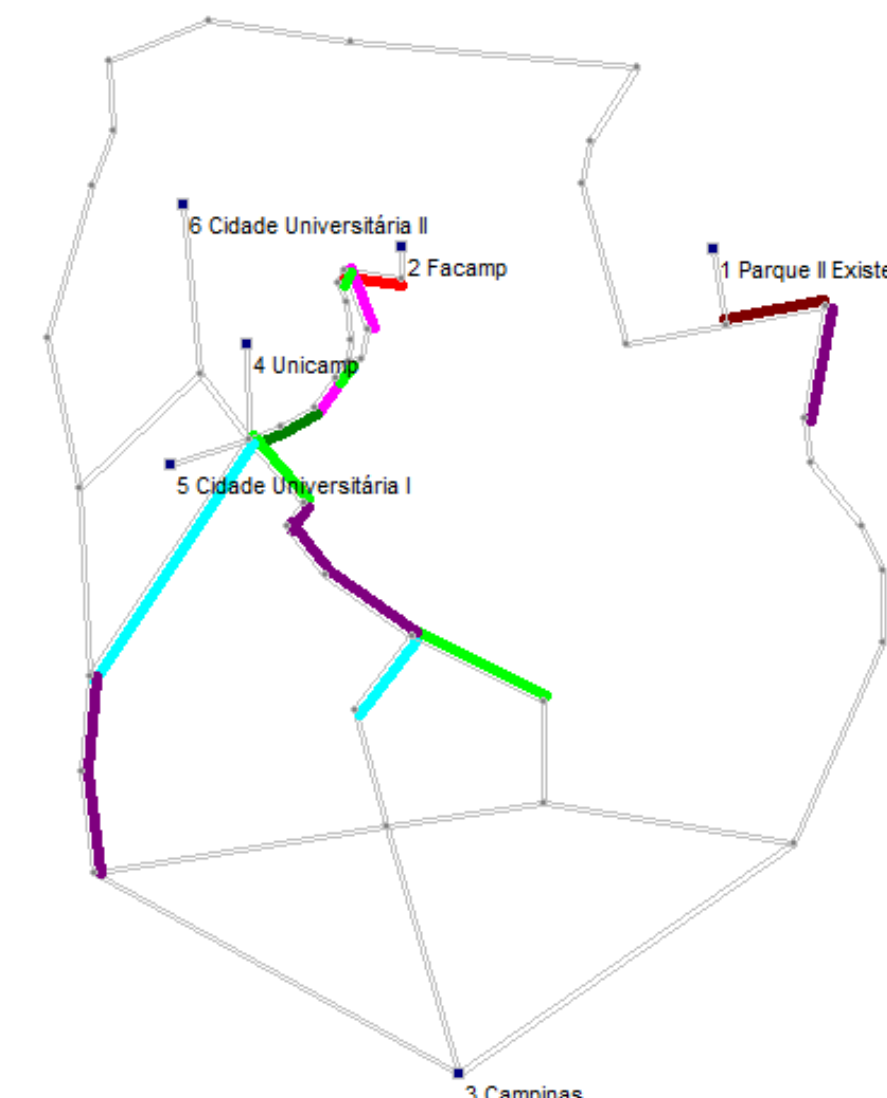 6 Cidade Universitária II
2 Facamp
1 Parque II Existe
4 Unicamp
5 Cidade Universitária I
3 Campinas